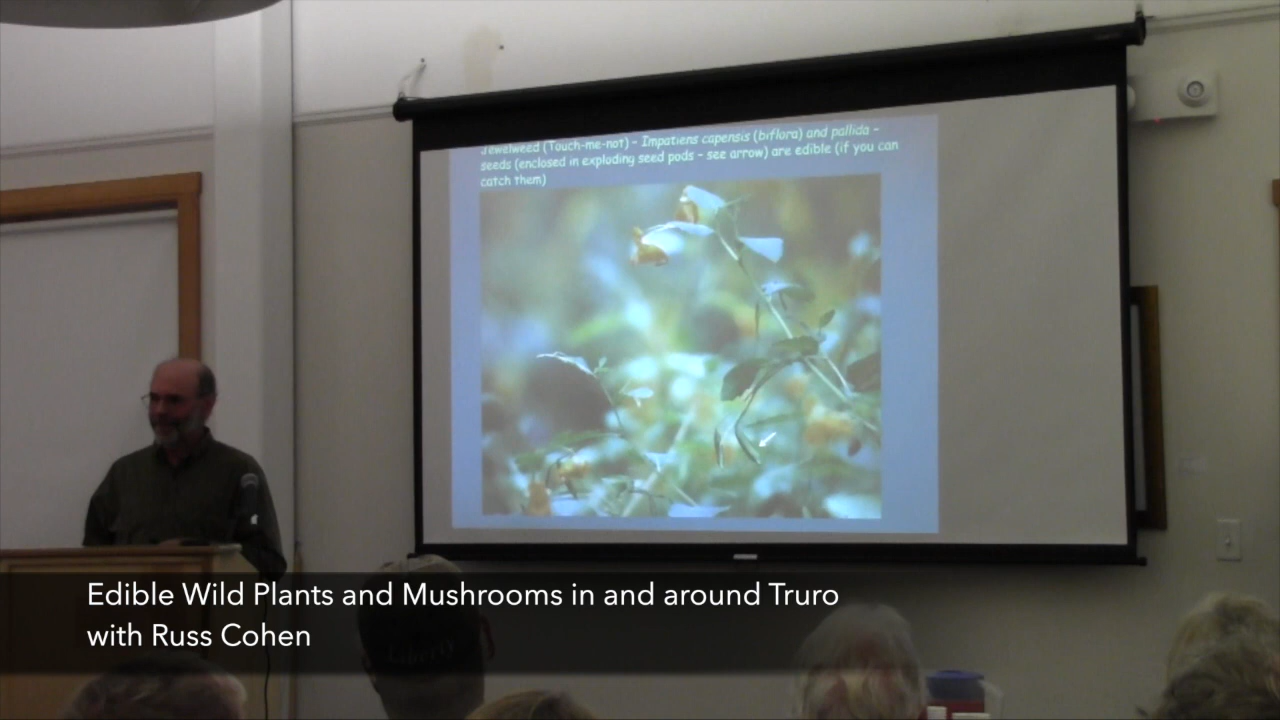 Jewelweed (Touch-me-not) - Impatiens capensis (biflora) and pallida -
seeds (enclosed in exploding seed pods - see arrow) are edible (if you can
catch them)
Edible Wild Plants and Mushrooms in and around Truro
with Russ Cohen